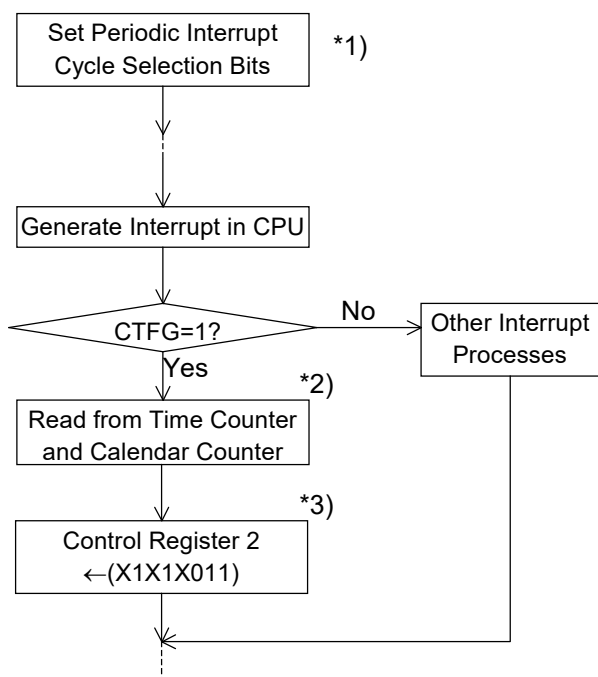 Set Periodic Interrupt
Cycle Selection Bits
*1)
Generate Interrupt in CPU
CTFG=1?
No
Other Interrupt
Processes
Yes
*2)
Read from Time Counter
and Calendar Counter
*3)
Control Register 2
←(X1X1X011)